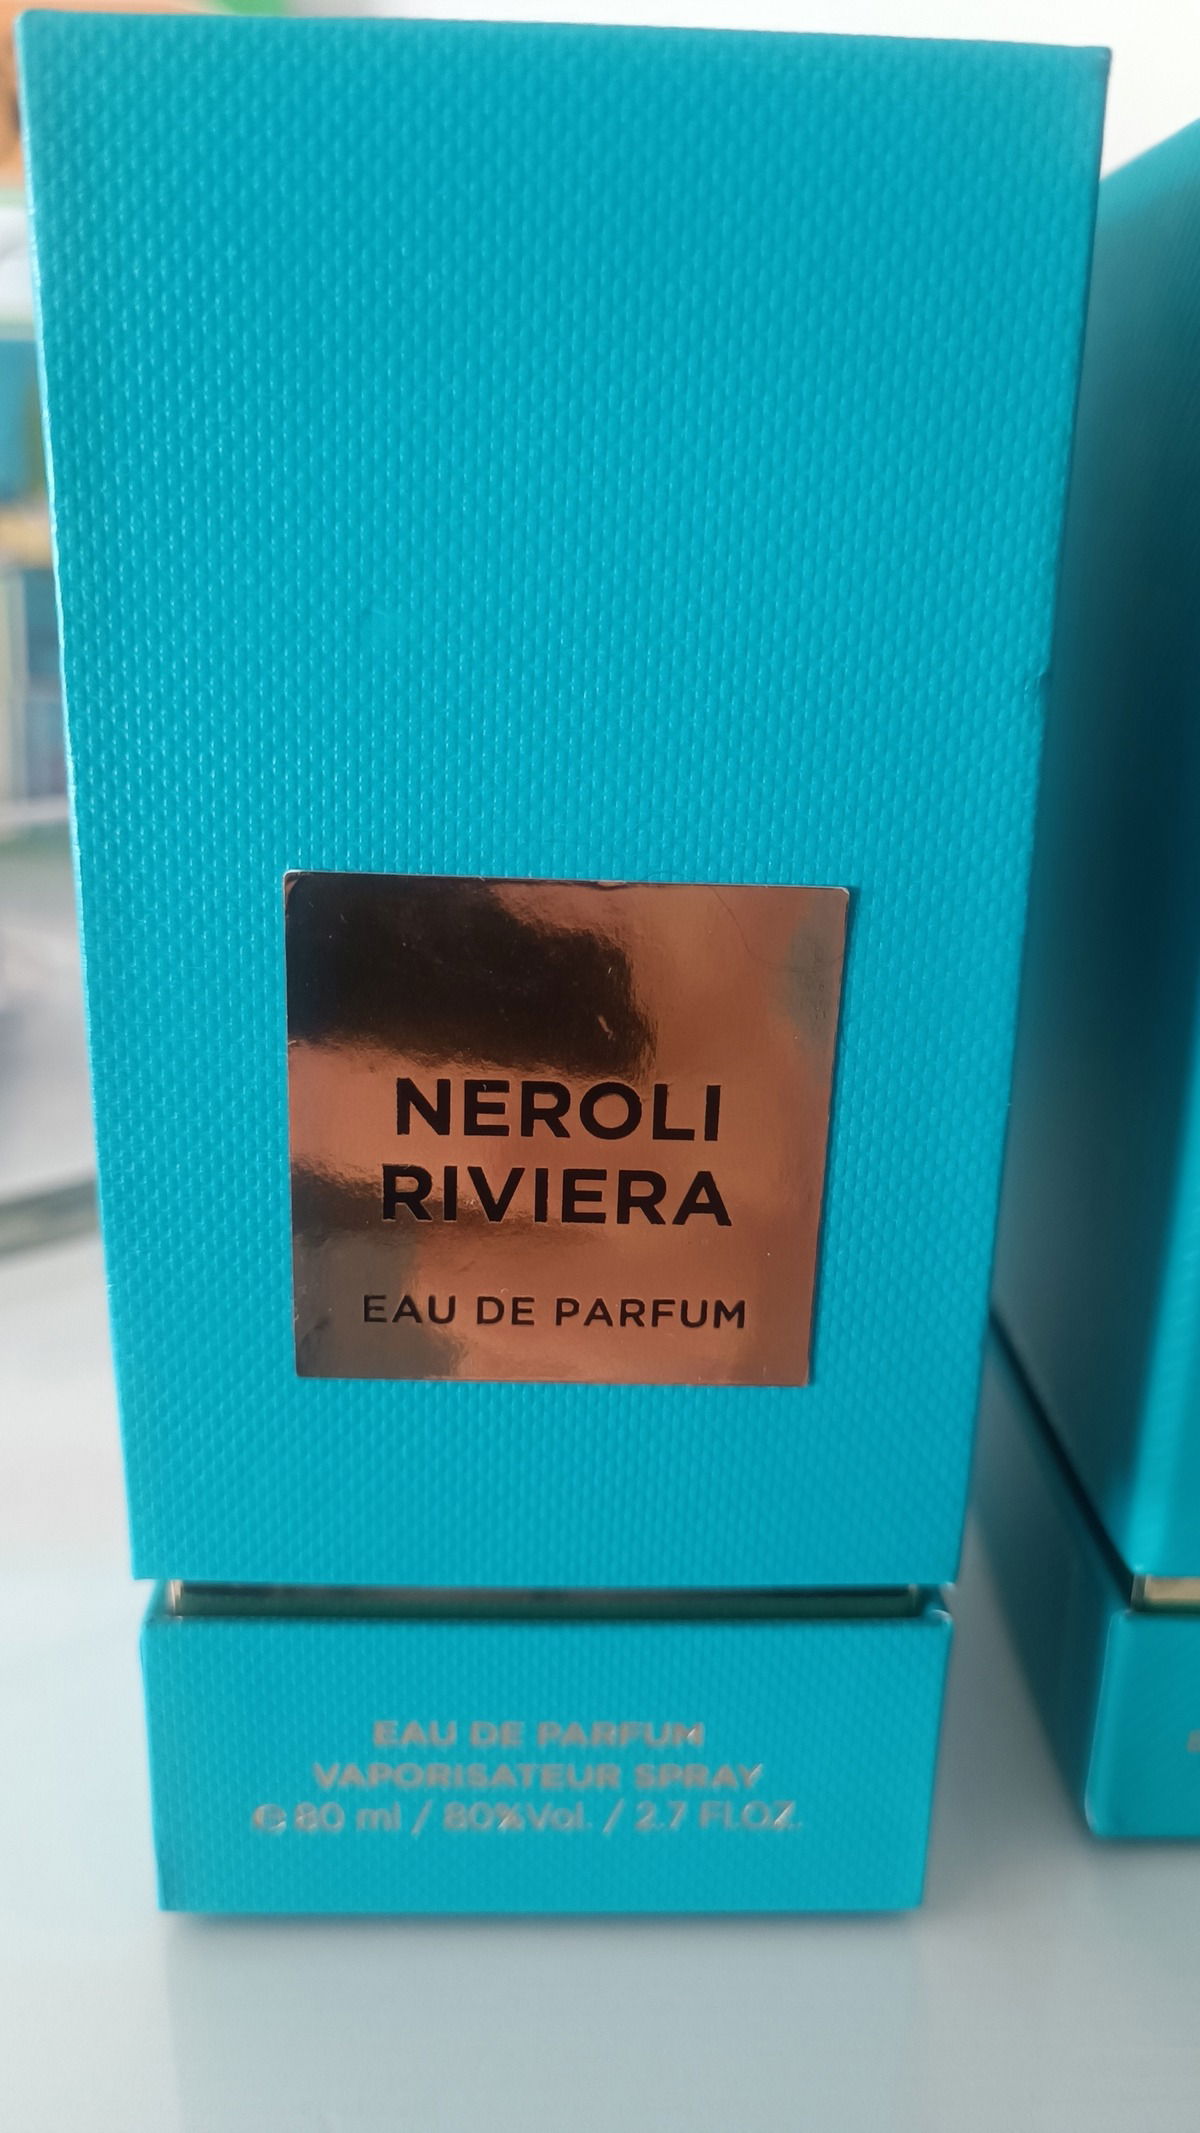 NEROLI
RIVIERA
EAU DE PARFUM
EAU DE PARFUM
VAPORISATEUR SPRAY
℮ 80 ml / 80%Vol. / 2.7 Fl.OZ.